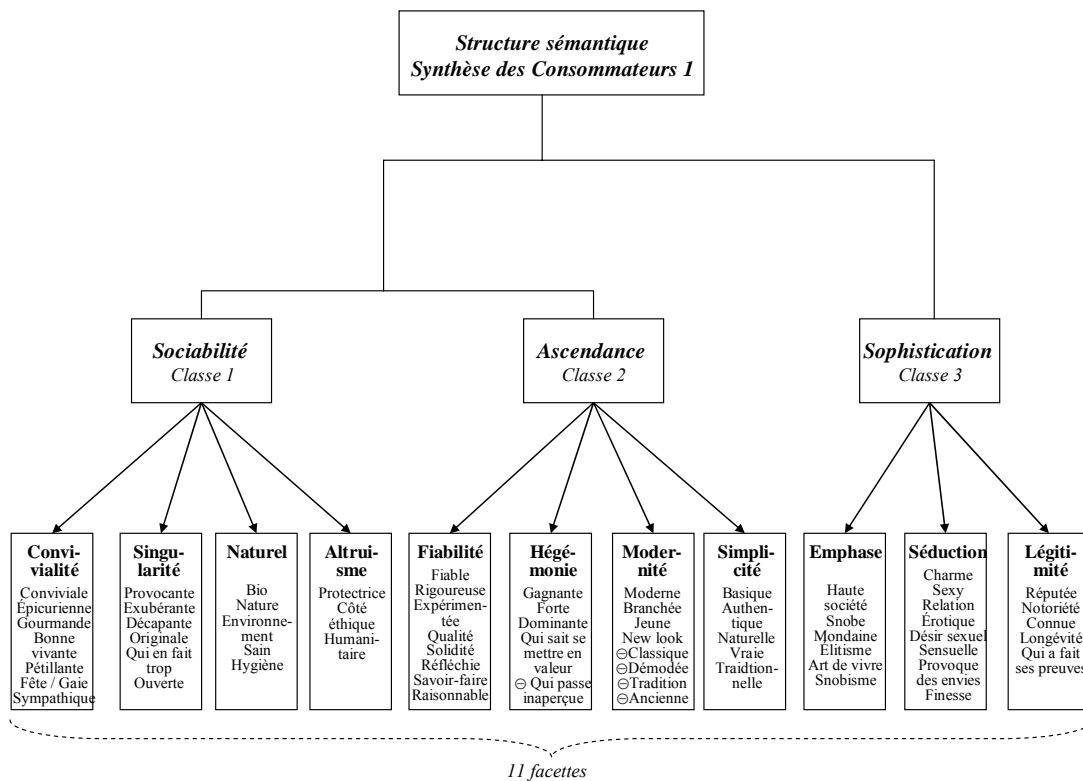 Structure sémantique
Synthèse des Consommateurs 1
Sociabilité
Classe 1
Ascendance
Classe 2
Sophistication
Classe 3
Convi-
vialité
Conviviale
Épicurienne
Gourmande
Bonne
vivante
Pétillante
Fête / Gaie
Sympathique
Singu-
larité
Provocante
Exubérante
Décapante
Originale
Qui en fait
trop
Ouverte
Naturel
Bio
Nature
Environne-
ment
Sain
Hygiène
Altruis-
me
Protectrice
Côté
éthique
Humani-
taire
Fiabilité
Fiable
Rigoureuse
Expérimen-
tée
Qualité
Solidité
Réfléchie
Savoir-faire
Raisonnable
Hégé-
monie
Gagnante
Forte
Dominante
Qui sait se
mettre en
valeur
⊖ Qui passe
inaperçue
Moder-
nité
Moderne
Branchée
Jeune
New look
⊖Classique
⊖Démodée
⊖Tradition
⊖Ancienne
Simpli-
cité
Basique
Authen-
tique
Naturelle
Vraie
Traidtion-
nelle
Emphase
Haute
société
Snobe
Mondaine
Élitisme
Art de vivre
Snobisme
Séduction
Charme
Sexy
Relation
Érotique
Désir sexuel
Sensuelle
Provoque
des envies
Finesse
Légiti-
mité
Réputée
Notoriété
Connue
Longévité
Qui a fait
ses preuves
11 facettes